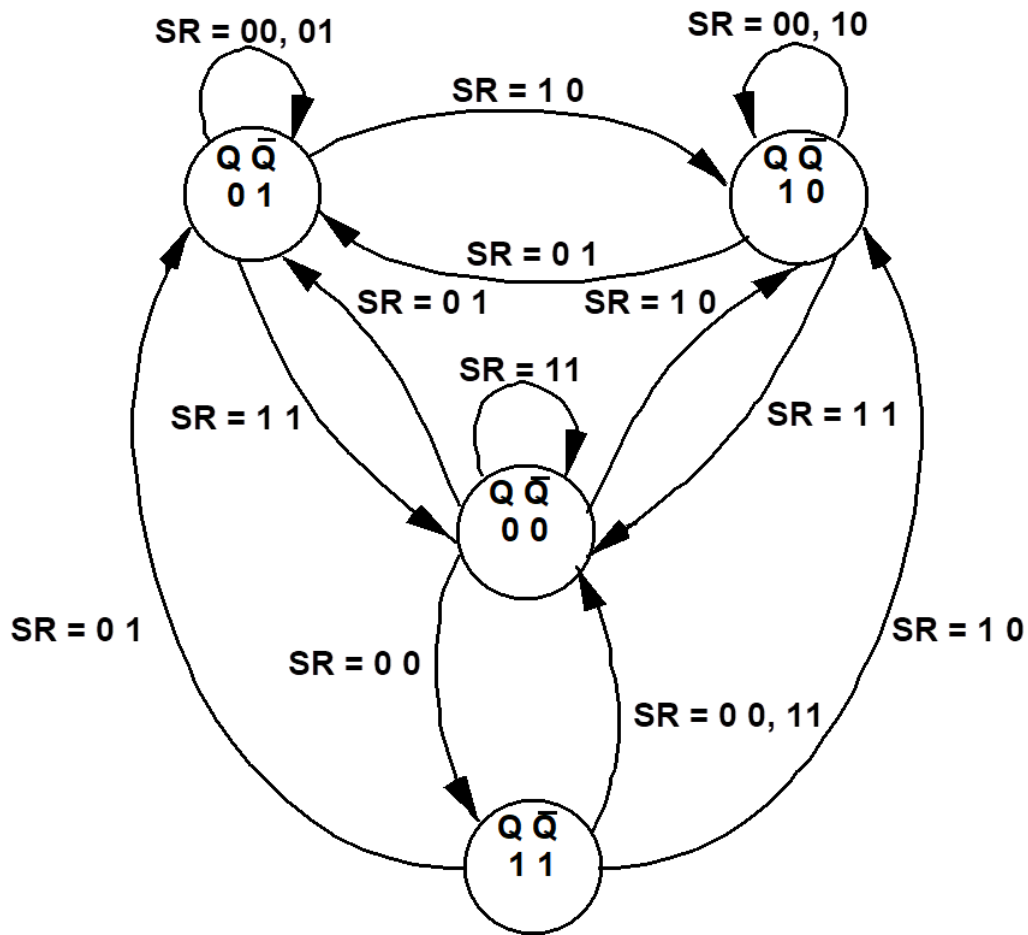 SR = 00, 01
SR = 00, 10
SR = 1 0
Q Q̅
0 1
Q Q̅
1 0
SR = 0 1
SR = 0 1
SR = 1 0
SR = 11
SR = 1 1
SR = 1 1
Q Q̅
0 0
SR = 0 1
SR = 1 0
SR = 0 0
SR = 0 0, 11
Q Q̅
1 1